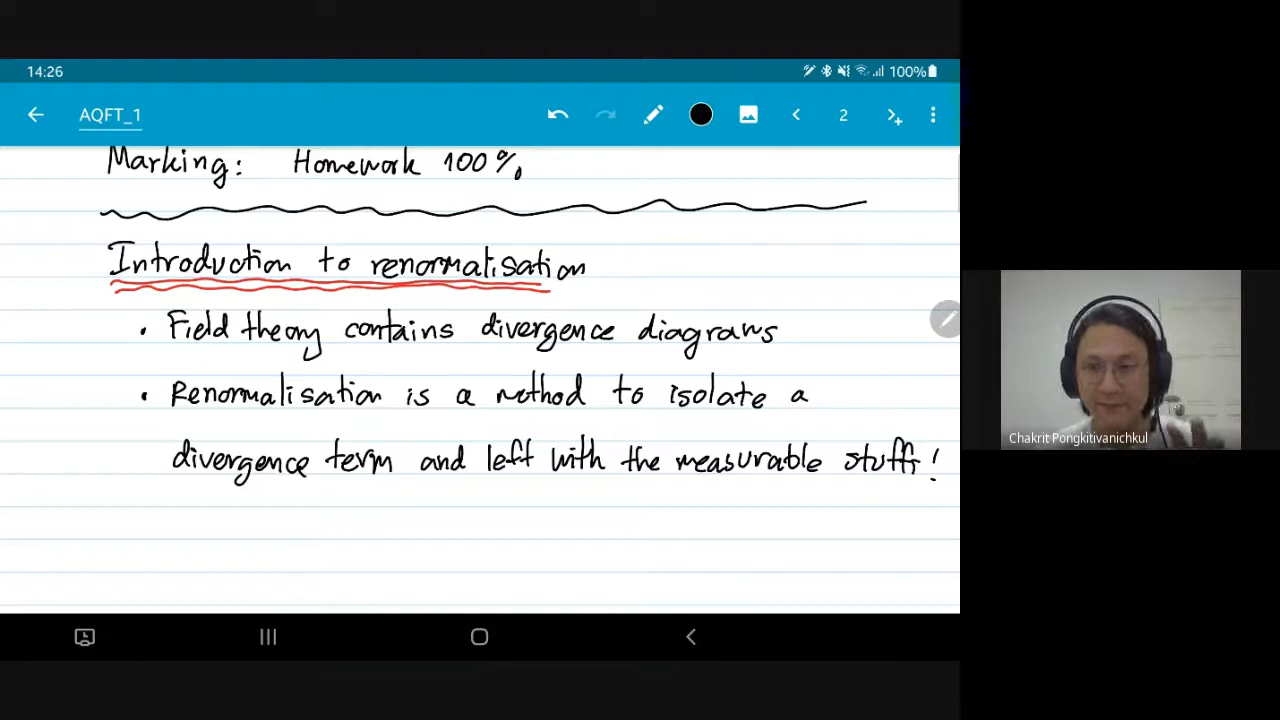 14:26
100%
AQFT_1
2
Marking: Homework 100%
Introduction to renormalisation
• Field theory contains divergence diagrams
• Renormalisation is a method to isolate a
divergence term and left with the measurable stuffs!
Chakrit Pongkitivanichkul